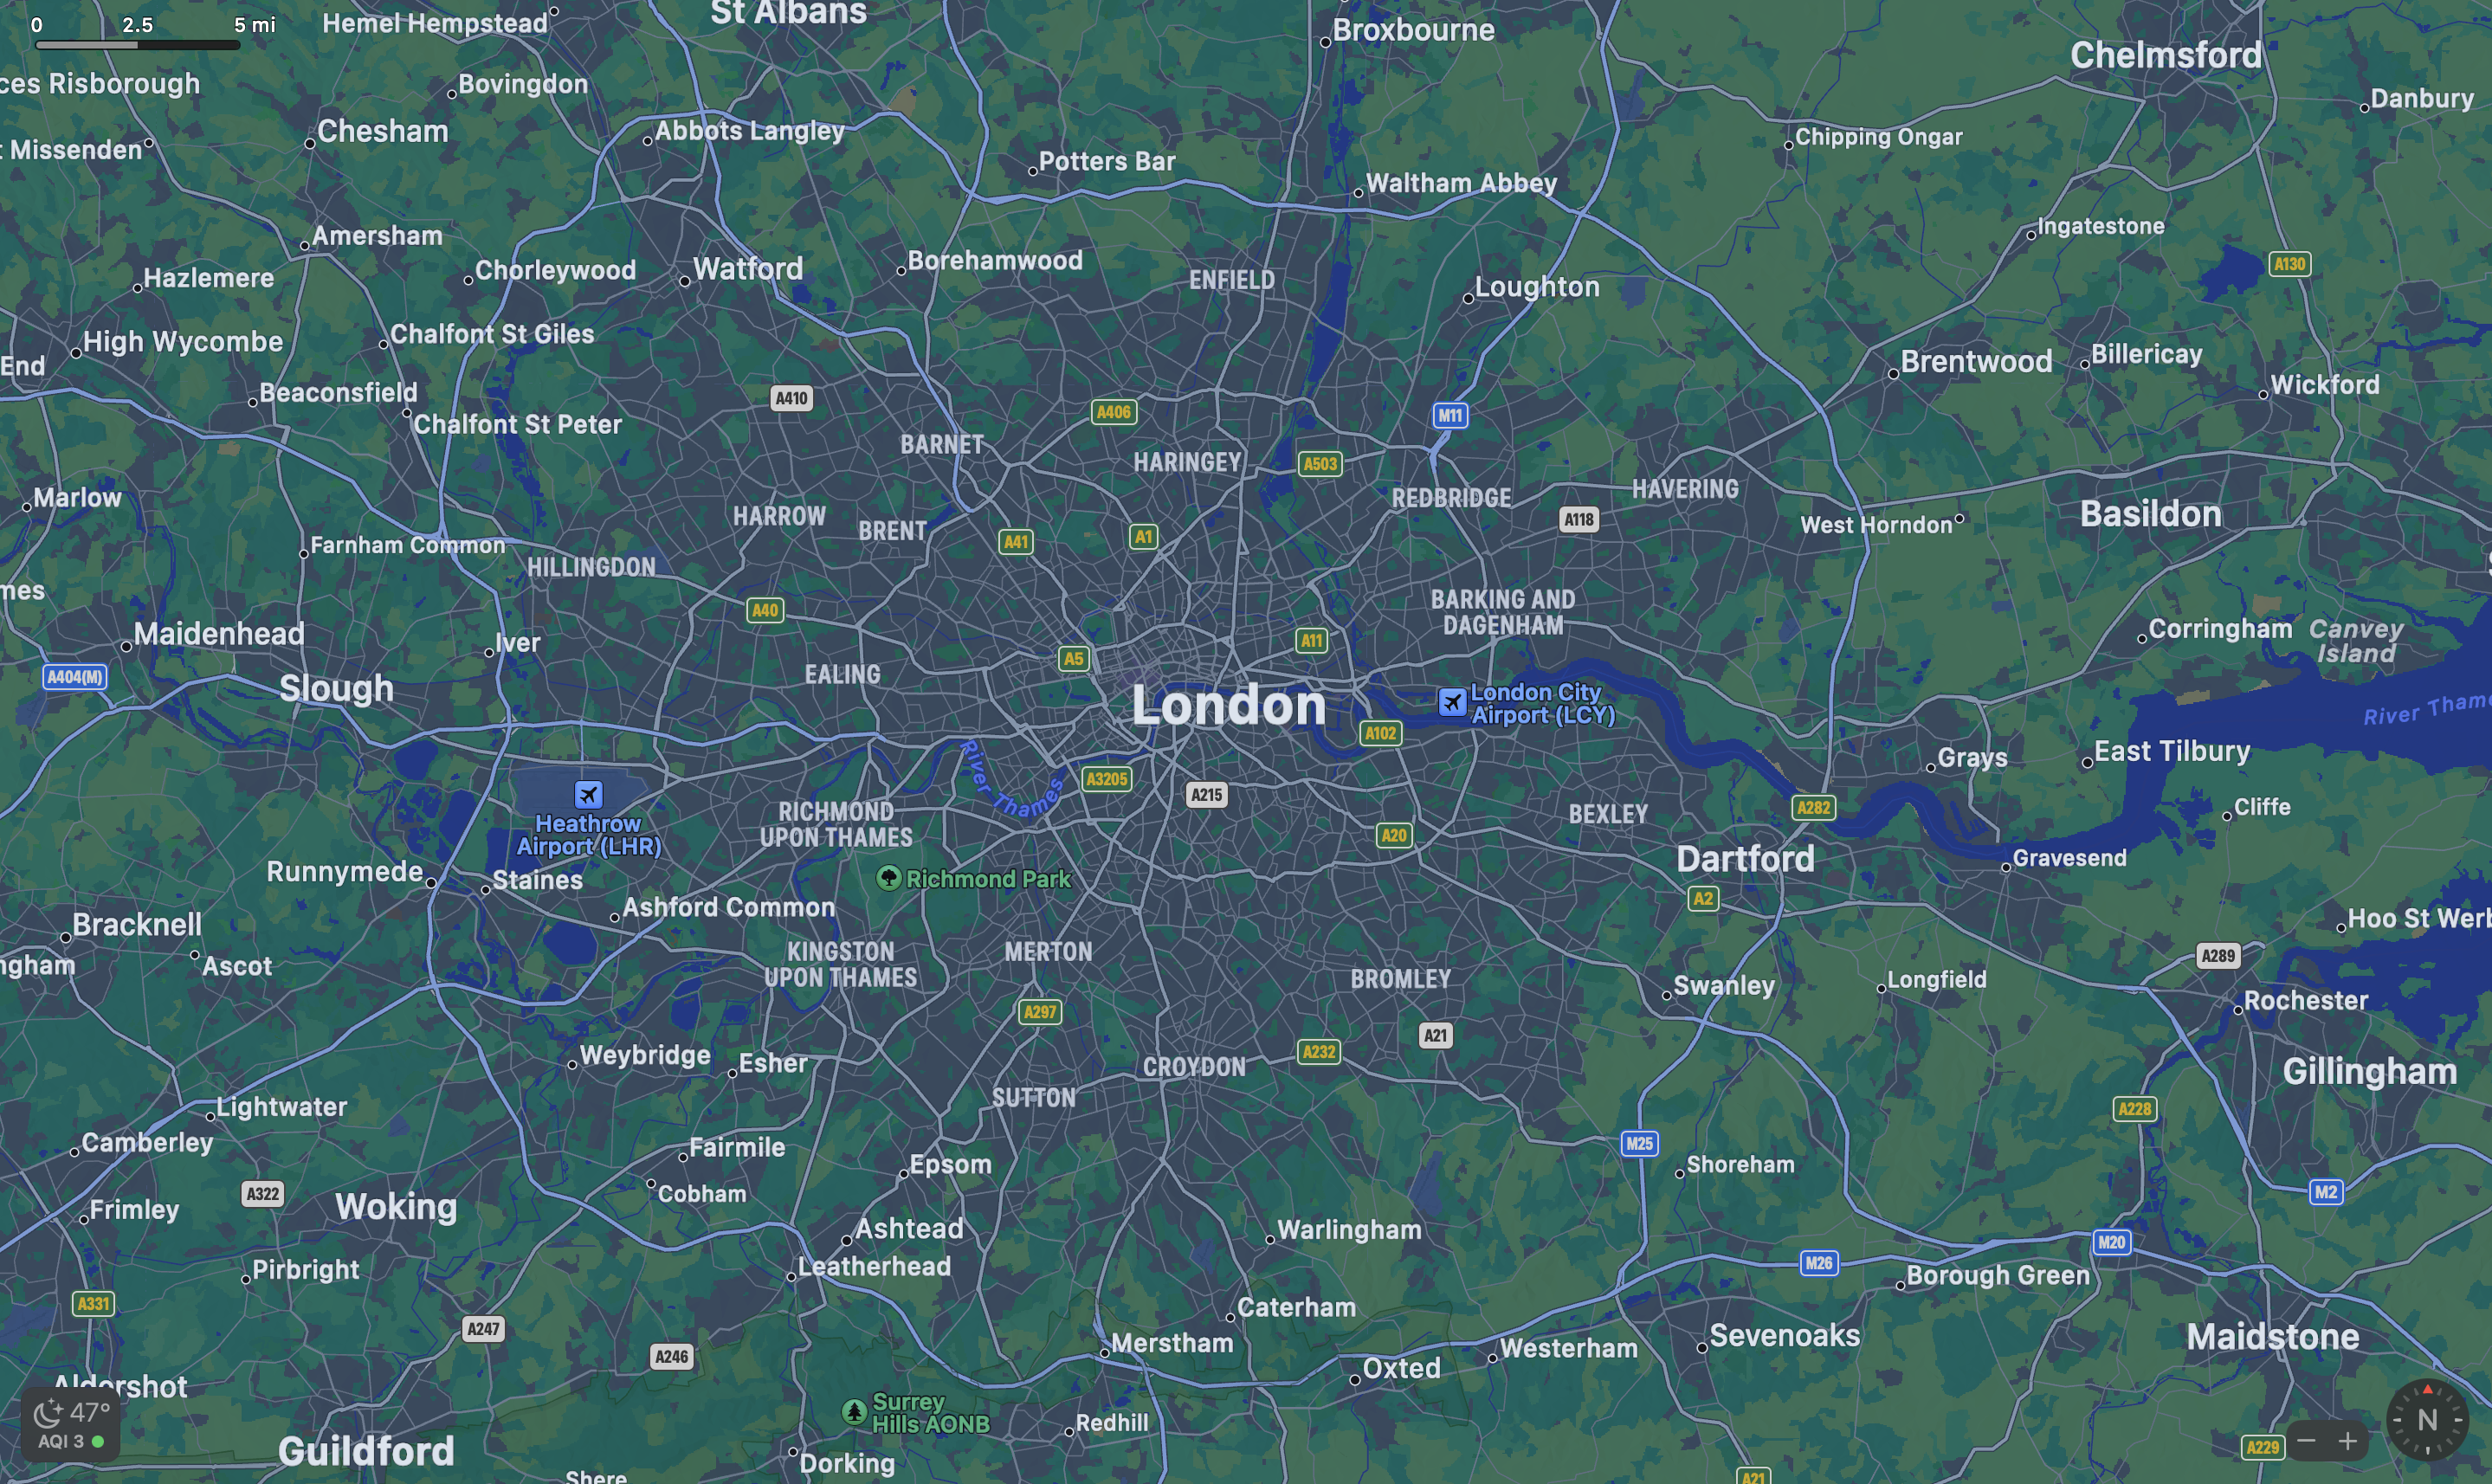 0 2.5 5 mi
Hemel Hempstead
St Albans
Broxbourne
Chelmsford
ces Risborough
Bovingdon
Danbury
Chesham
Abbots Langley
Chipping Ongar
t Missenden
Potters Bar
Waltham Abbey
Ingatestone
Amersham
Chorleywood
Watford
Borehamwood
ENFIELD
A130
Hazlemere
Loughton
High Wycombe
Chalfont St Giles
Brentwood
Billericay
End
Beaconsfield
A410
A406
M11
Wickford
Chalfont St Peter
BARNET
HARINGEY
A503
REDBRIDGE
HAVERING
Marlow
HARROW
BRENT
A118
West Horndon
Basildon
Farnham Common
A41
A1
HILLINGDON
mes
A40
BARKING AND
DAGENHAM
Maidenhead
Iver
A11
Corringham
Canvey
Island
A404(M)
Slough
EALING
A5
London
London City
Airport (LCY)
River Thame
A102
Grays
East Tilbury
River Thames
A3205
A215
Heathrow
Airport (LHR)
RICHMOND
UPON THAMES
A20
BEXLEY
A282
Cliffe
Runnymede
Staines
Richmond Park
Dartford
Gravesend
A2
Ashford Common
Bracknell
Hoo St Werb
ngham
Ascot
KINGSTON
UPON THAMES
MERTON
BROMLEY
Swanley
Longfield
A289
A297
Rochester
Weybridge
Esher
A232
A21
CROYDON
Gillingham
SUTTON
Lightwater
A228
Camberley
Fairmile
M25
Epsom
Shoreham
A322
Woking
Cobham
M2
Frimley
Ashtead
Warlingham
M20
Pirbright
Leatherhead
M26
Borough Green
A331
A247
Caterham
Merstham
Westerham
Sevenoaks
Maidstone
A246
Oxted
Aldershot
47°
AQI 3
Surrey
Hills AONB
Redhill
N
Guildford
Dorking
A229
Shere
A21